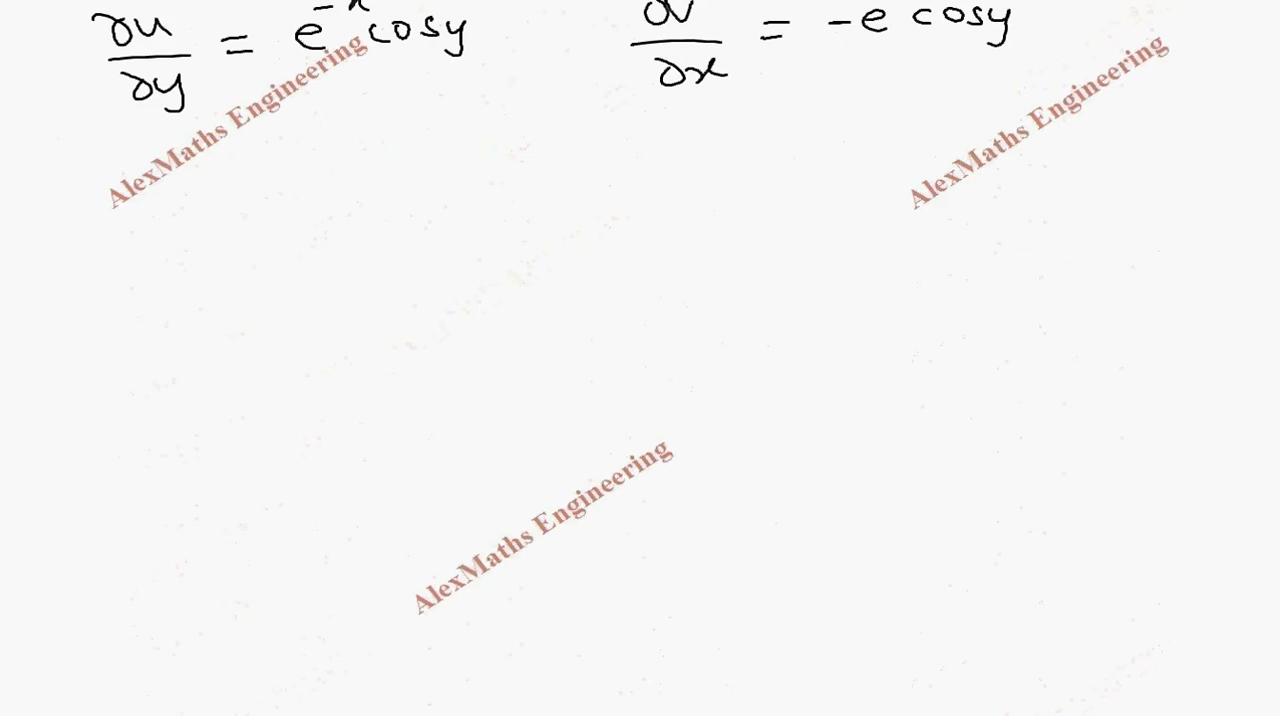 ∂u/∂y = e^-x cosy    ∂v/∂x = -e cosy
AlexMaths Engineering
AlexMaths Engineering
AlexMaths Engineering